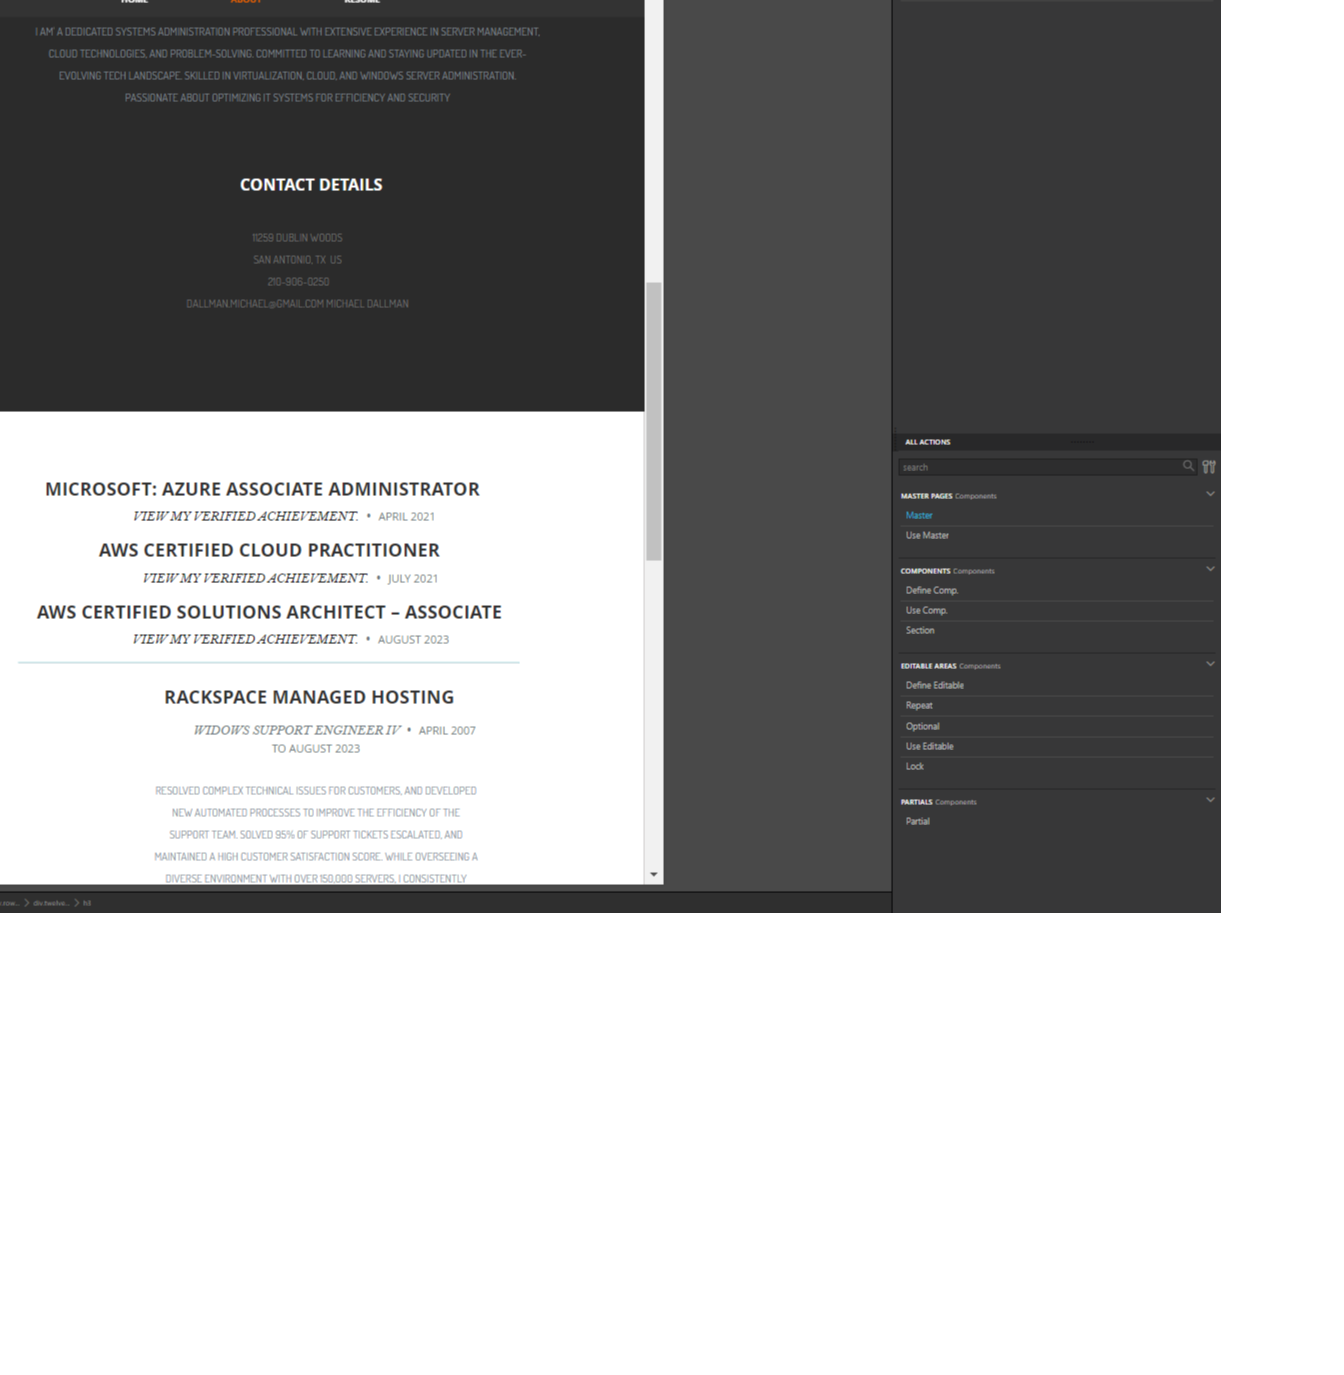 HOME ABOUT RESUME
I AM' A DEDICATED SYSTEMS ADMINISTRATION PROFESSIONAL WITH EXTENSIVE EXPERIENCE IN SERVER MANAGEMENT,
CLOUD TECHNOLOGIES, AND PROBLEM-SOLVING. COMMITTED TO LEARNING AND STAYING UPDATED IN THE EVER-
EVOLVING TECH LANDSCAPE. SKILLED IN VIRTUALIZATION, CLOUD, AND WINDOWS SERVER ADMINISTRATION.
PASSIONATE ABOUT OPTIMIZING IT SYSTEMS FOR EFFICIENCY AND SECURITY
CONTACT DETAILS
11259 DUBLIN WOODS
SAN ANTONIO, TX US
210-906-0250
DALLMAN.MICHAEL@GMAIL.COM MICHAEL DALLMAN
MICROSOFT: AZURE ASSOCIATE ADMINISTRATOR
VIEW MY VERIFIED ACHIEVEMENT. • APRIL 2021
AWS CERTIFIED CLOUD PRACTITIONER
VIEW MY VERIFIED ACHIEVEMENT. • JULY 2021
AWS CERTIFIED SOLUTIONS ARCHITECT – ASSOCIATE
VIEW MY VERIFIED ACHIEVEMENT. • AUGUST 2023
RACKSPACE MANAGED HOSTING
WIDOWS SUPPORT ENGINEER IV • APRIL 2007
TO AUGUST 2023
RESOLVED COMPLEX TECHNICAL ISSUES FOR CUSTOMERS, AND DEVELOPED
NEW AUTOMATED PROCESSES TO IMPROVE THE EFFICIENCY OF THE
SUPPORT TEAM. SOLVED 95% OF SUPPORT TICKETS ESCALATED, AND
MAINTAINED A HIGH CUSTOMER SATISFACTION SCORE. WHILE OVERSEEING A
DIVERSE ENVIRONMENT WITH OVER 150,000 SERVERS, I CONSISTENTLY
row... div.twelve... h1
ALL ACTIONS
search
MASTER PAGES Components
Master
Use Master
COMPONENTS Components
Define Comp.
Use Comp.
Section
EDITABLE AREAS Components
Define Editable
Repeat
Optional
Use Editable
Lock
PARTIALS Components
Partial